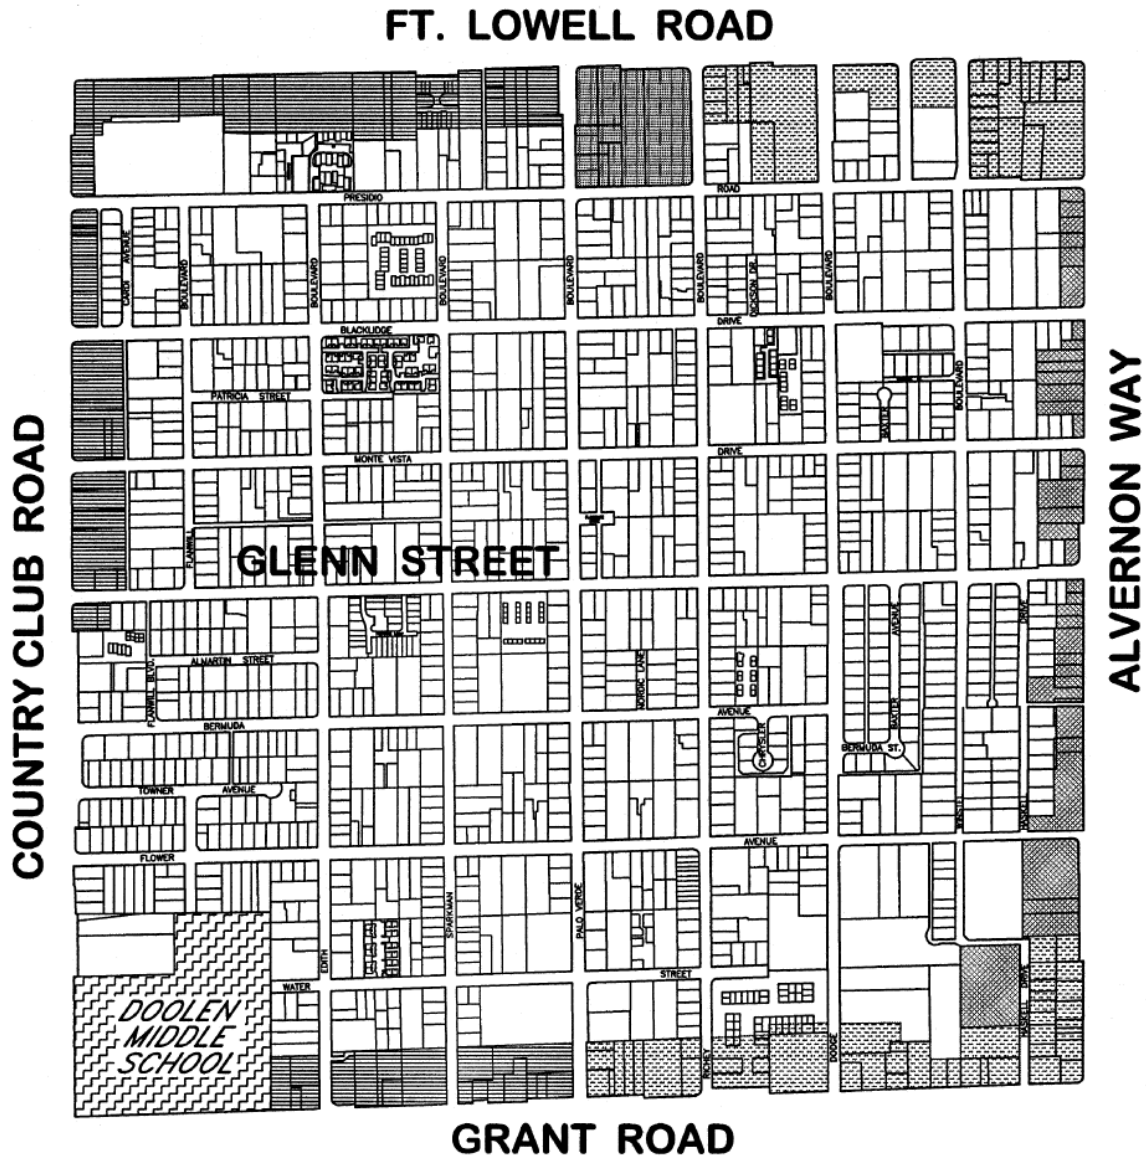 FT. LOWELL ROAD
PRESIDIO
ROAD
CARDI AVENUE
BOULEVARD
BOULEVARD
BOULEVARD
BOULEVARD
BOULEVARD
DICKSON DR.
BOULEVARD
BLACKLIDGE
DRIVE
PATRICIA STREET
BAXTER
BOULEVARD
MONTE VISTA
DRIVE
COUNTRY CLUB ROAD
ALVERNON WAY
FLANWILL
GLENN STREET
ALMARTIN STREET
FLANWILL BLVD.
NORDIC LANE
AVENUE
BAXTER
DRIVE
BERMUDA
AVENUE
CHRYSLER
BERMUDA ST.
TOWNER
AVENUE
HASKELL
FLOWER
AVENUE
EDITH
SPARKMAN
PALO VERDE
WATER
STREET
DOOLEN
MIDDLE
SCHOOL
RICHEY
DODGE
HASKELL DRIVE
GRANT ROAD